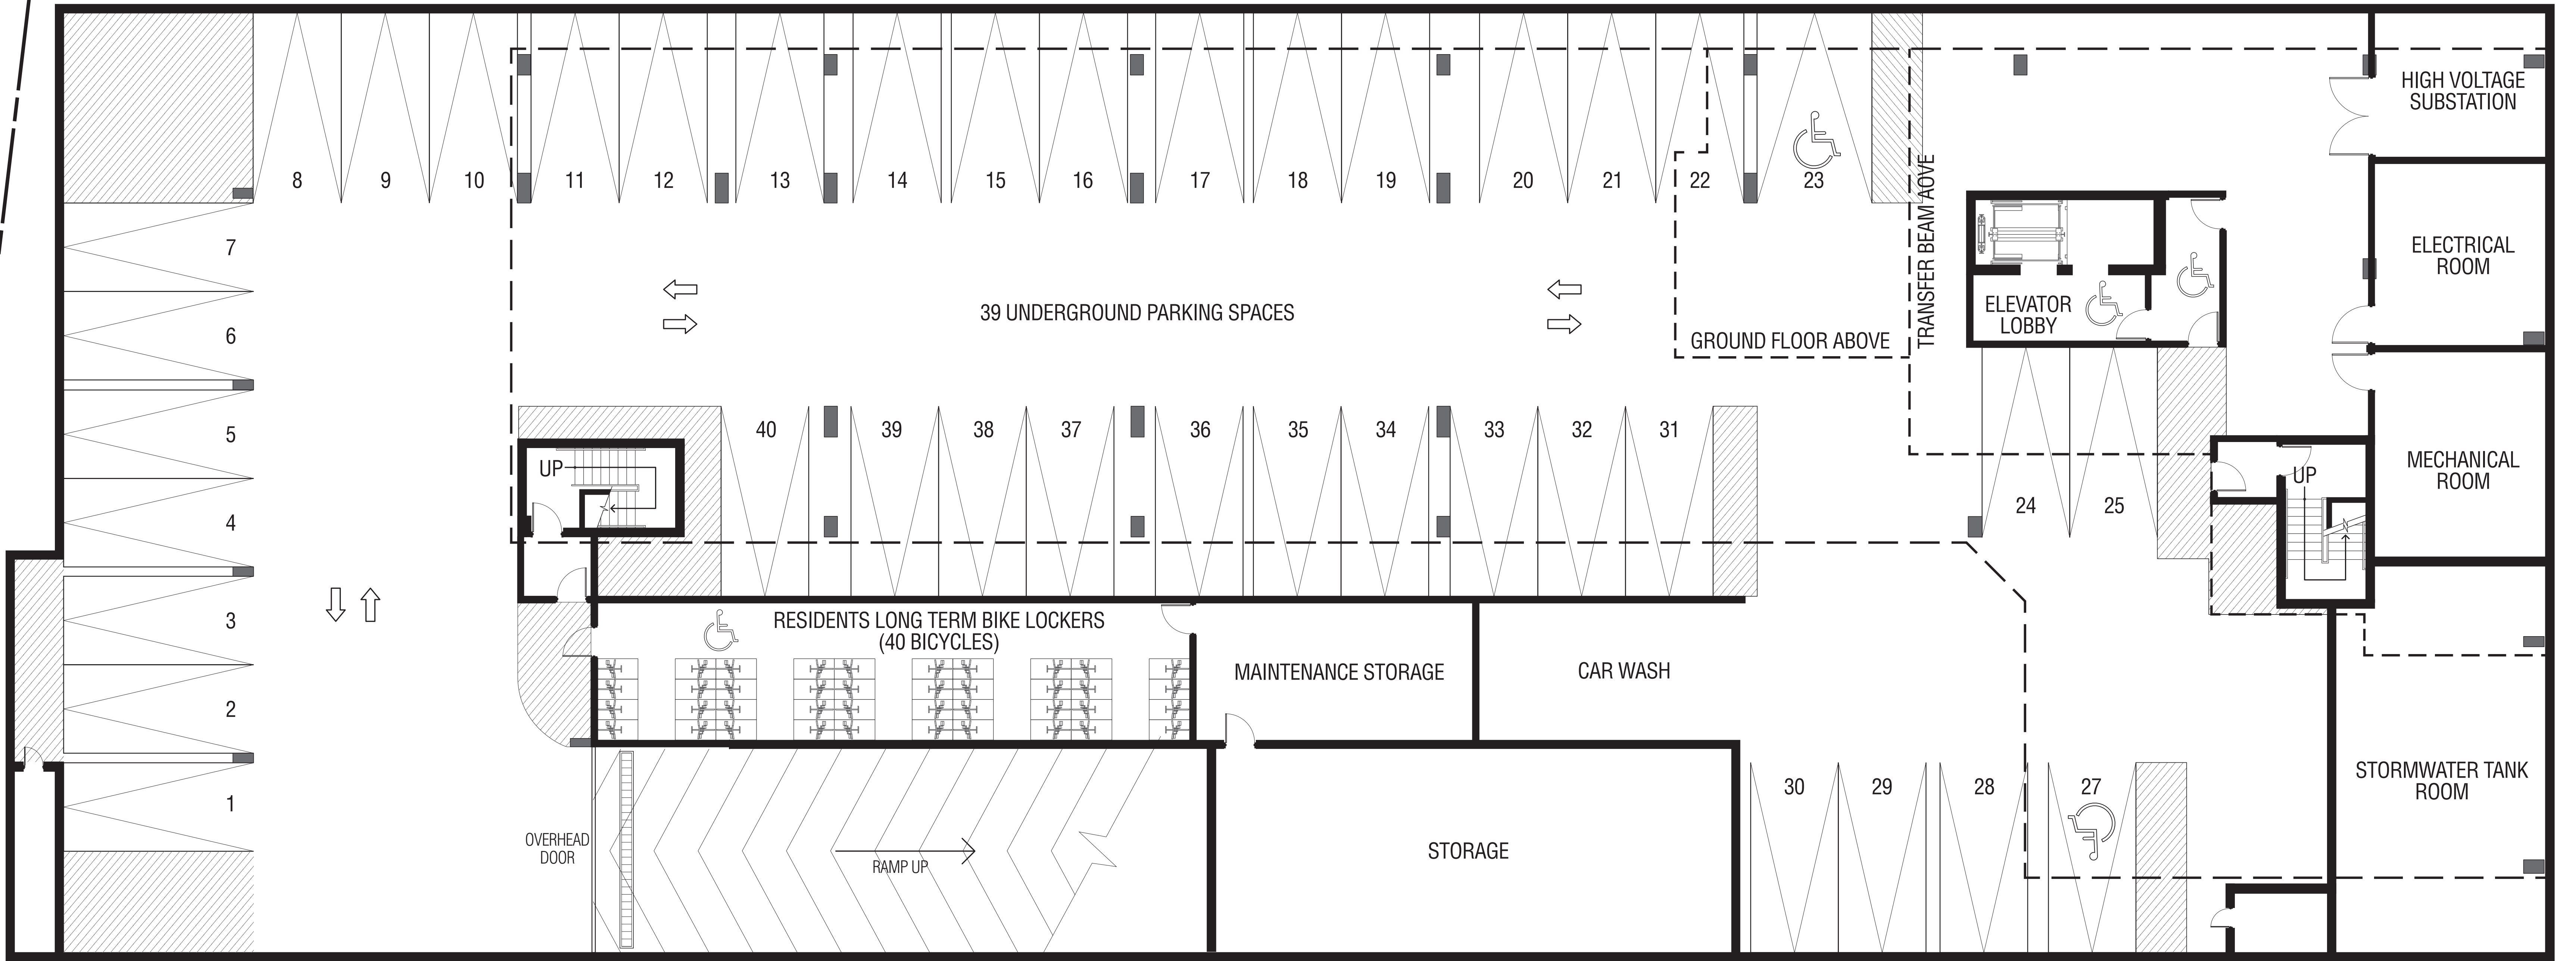 HIGH VOLTAGE
SUBSTATION
8
9
10
11
12
13
14
15
16
17
18
19
20
21
22
23
TRANSFER BEAM AOVE
7
ELECTRICAL
ROOM
39 UNDERGROUND PARKING SPACES
ELEVATOR
LOBBY
6
GROUND FLOOR ABOVE
5
40
39
38
37
36
35
34
33
32
31
UP
UP
MECHANICAL
ROOM
4
24
25
3
RESIDENTS LONG TERM BIKE LOCKERS
(40 BICYCLES)
MAINTENANCE STORAGE
CAR WASH
2
STORMWATER TANK
ROOM
1
30
29
28
27
OVERHEAD
DOOR
RAMP UP
STORAGE